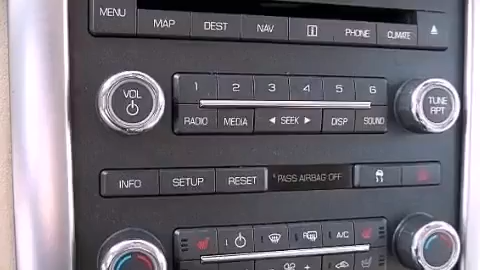 MENU MAP DEST NAV PHONE CLIMATE
1 2 3 4 5 6
VOL
TUNE
RPT
RADIO MEDIA SEEK DISP SOUND
INFO SETUP RESET PASS AIRBAG OFF
A/C